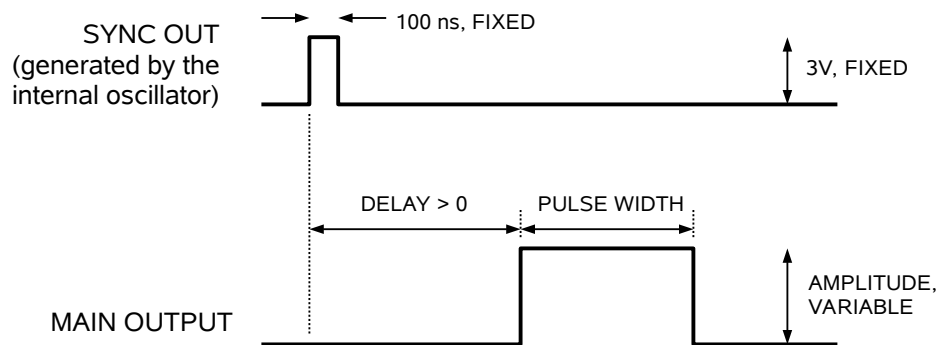 100 ns, FIXED
SYNC OUT
(generated by the
internal oscillator)
3V, FIXED
DELAY > 0
PULSE WIDTH
AMPLITUDE,
VARIABLE
MAIN OUTPUT